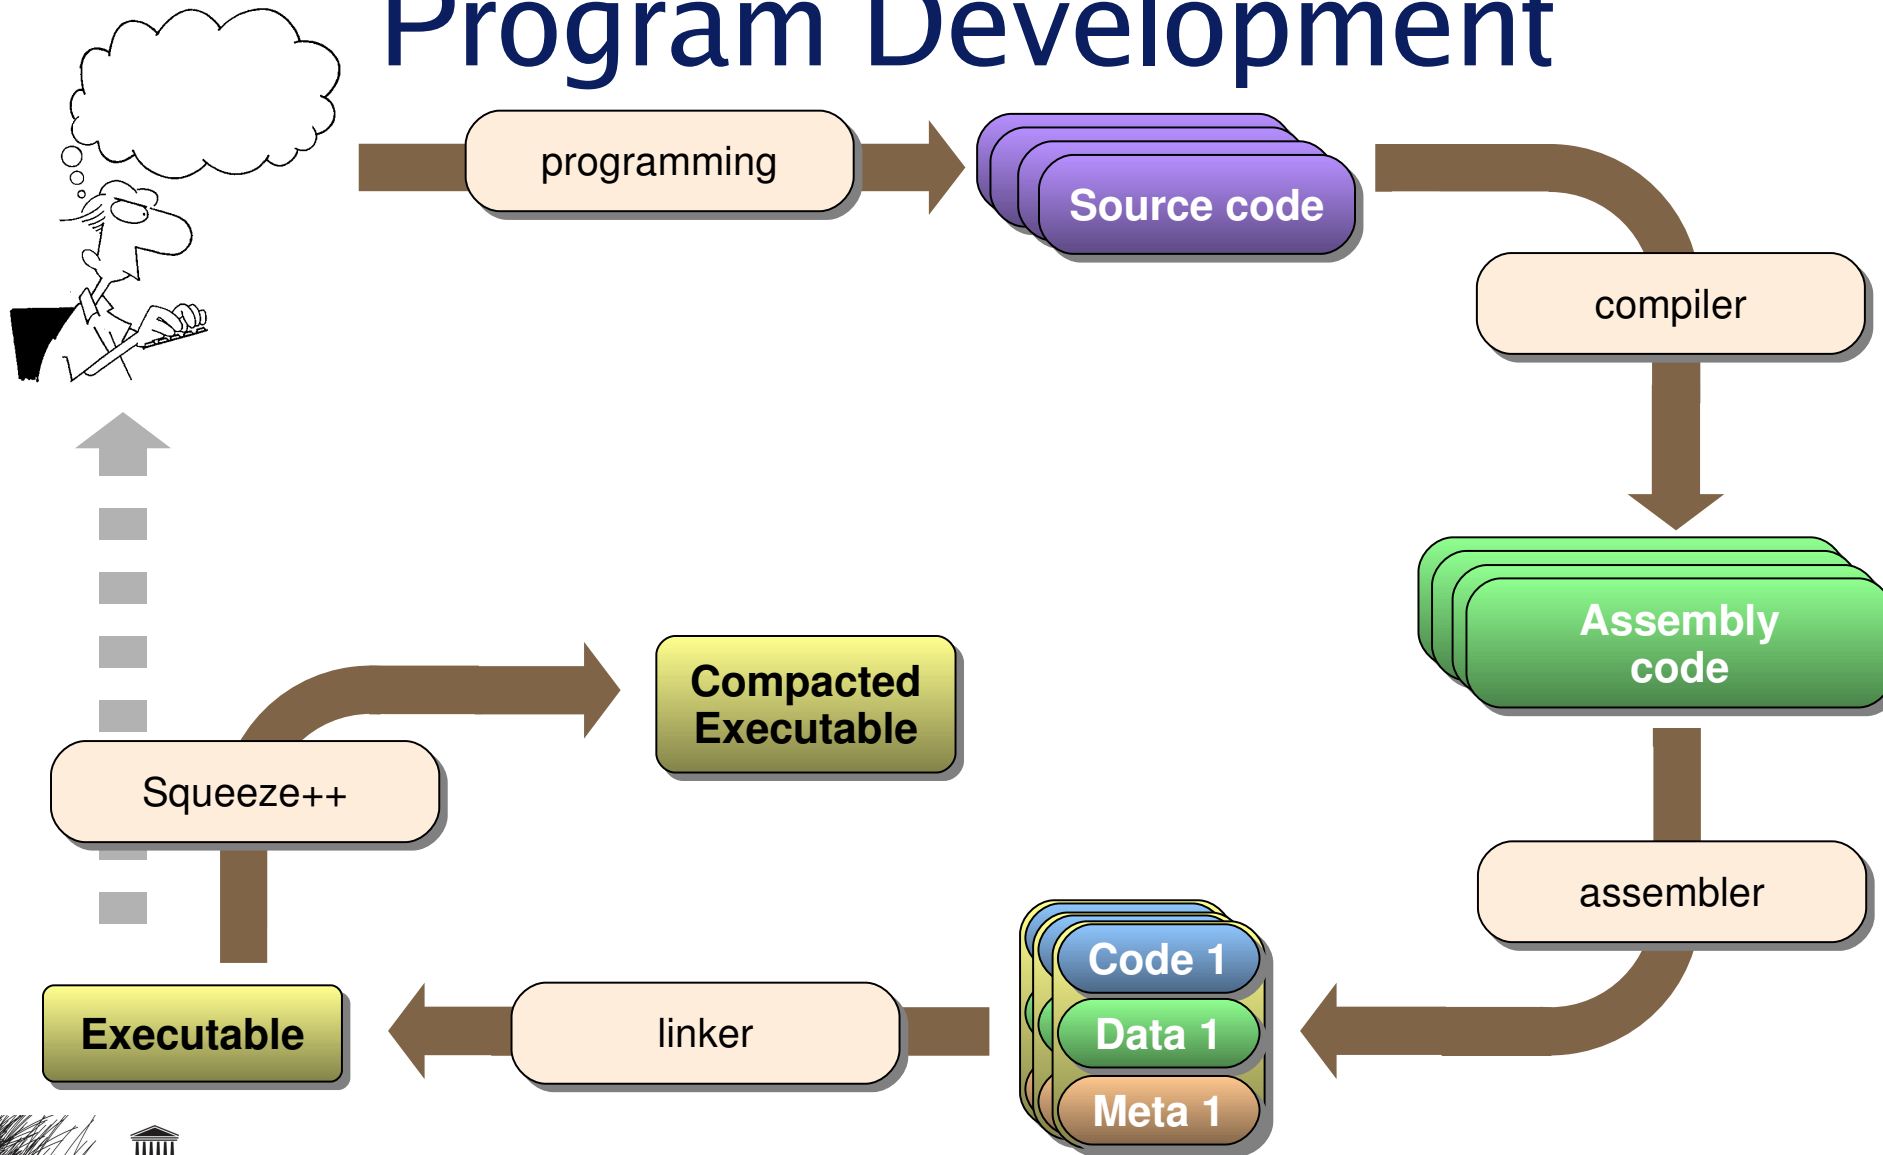 Program Development
programming
Source code
compiler
Assembly
code
Compacted
Executable
Squeeze++
assembler
Code 1
Executable
linker
Data 1
Meta 1